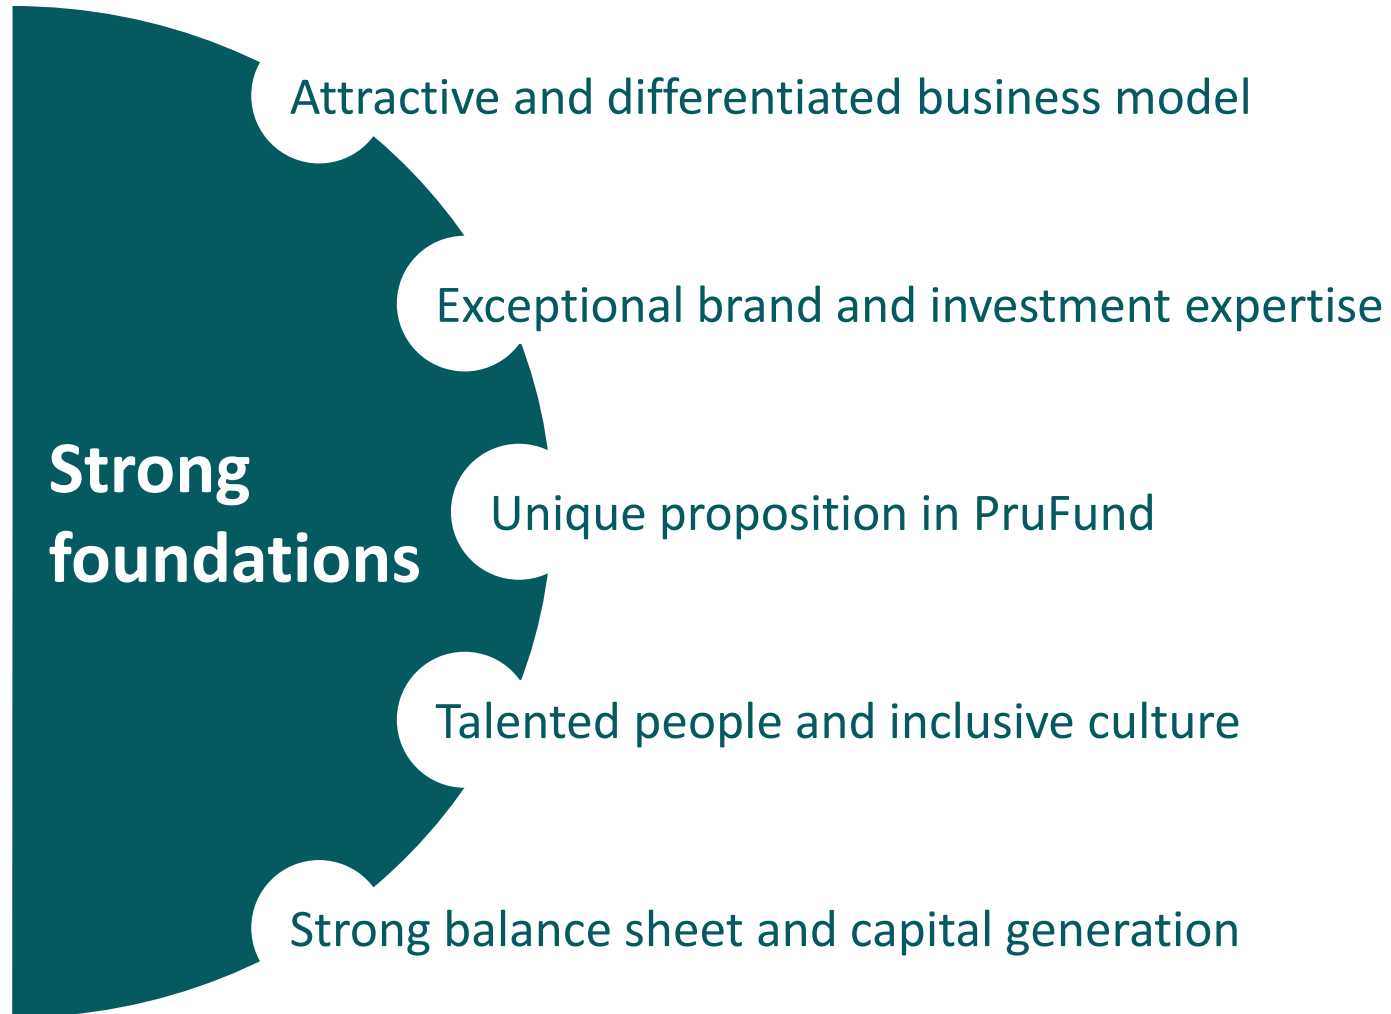 Attractive and differentiated business model
Exceptional brand and investment expertise
Strong
foundations
Unique proposition in PruFund
Talented people and inclusive culture
Strong balance sheet and capital generation